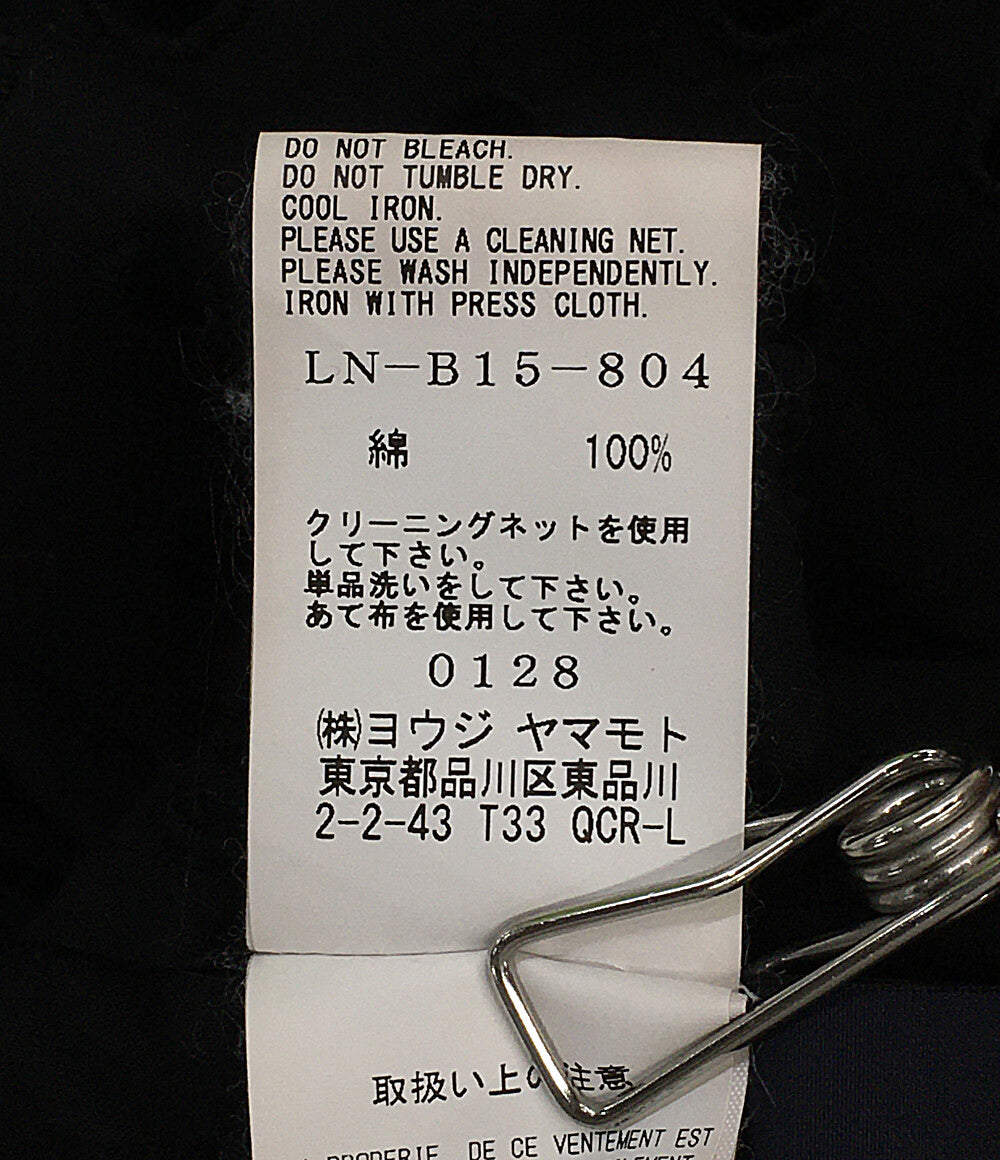 DO NOT BLEACH.
DO NOT TUMBLE DRY.
COOL IRON.
PLEASE USE A CLEANING NET.
PLEASE WASH INDEPENDENTLY.
IRON WITH PRESS CLOTH.
LN-B15-804
綿 100%
クリーニングネットを使用
して下さい。
単品洗いをして下さい。
あて布を使用して下さい。
0128
㈱ヨウジ ヤマモト
東京都品川区東品川
2-2-43 T33 QCR-L
取扱い上の注意
DE CE VENTEMENT EST